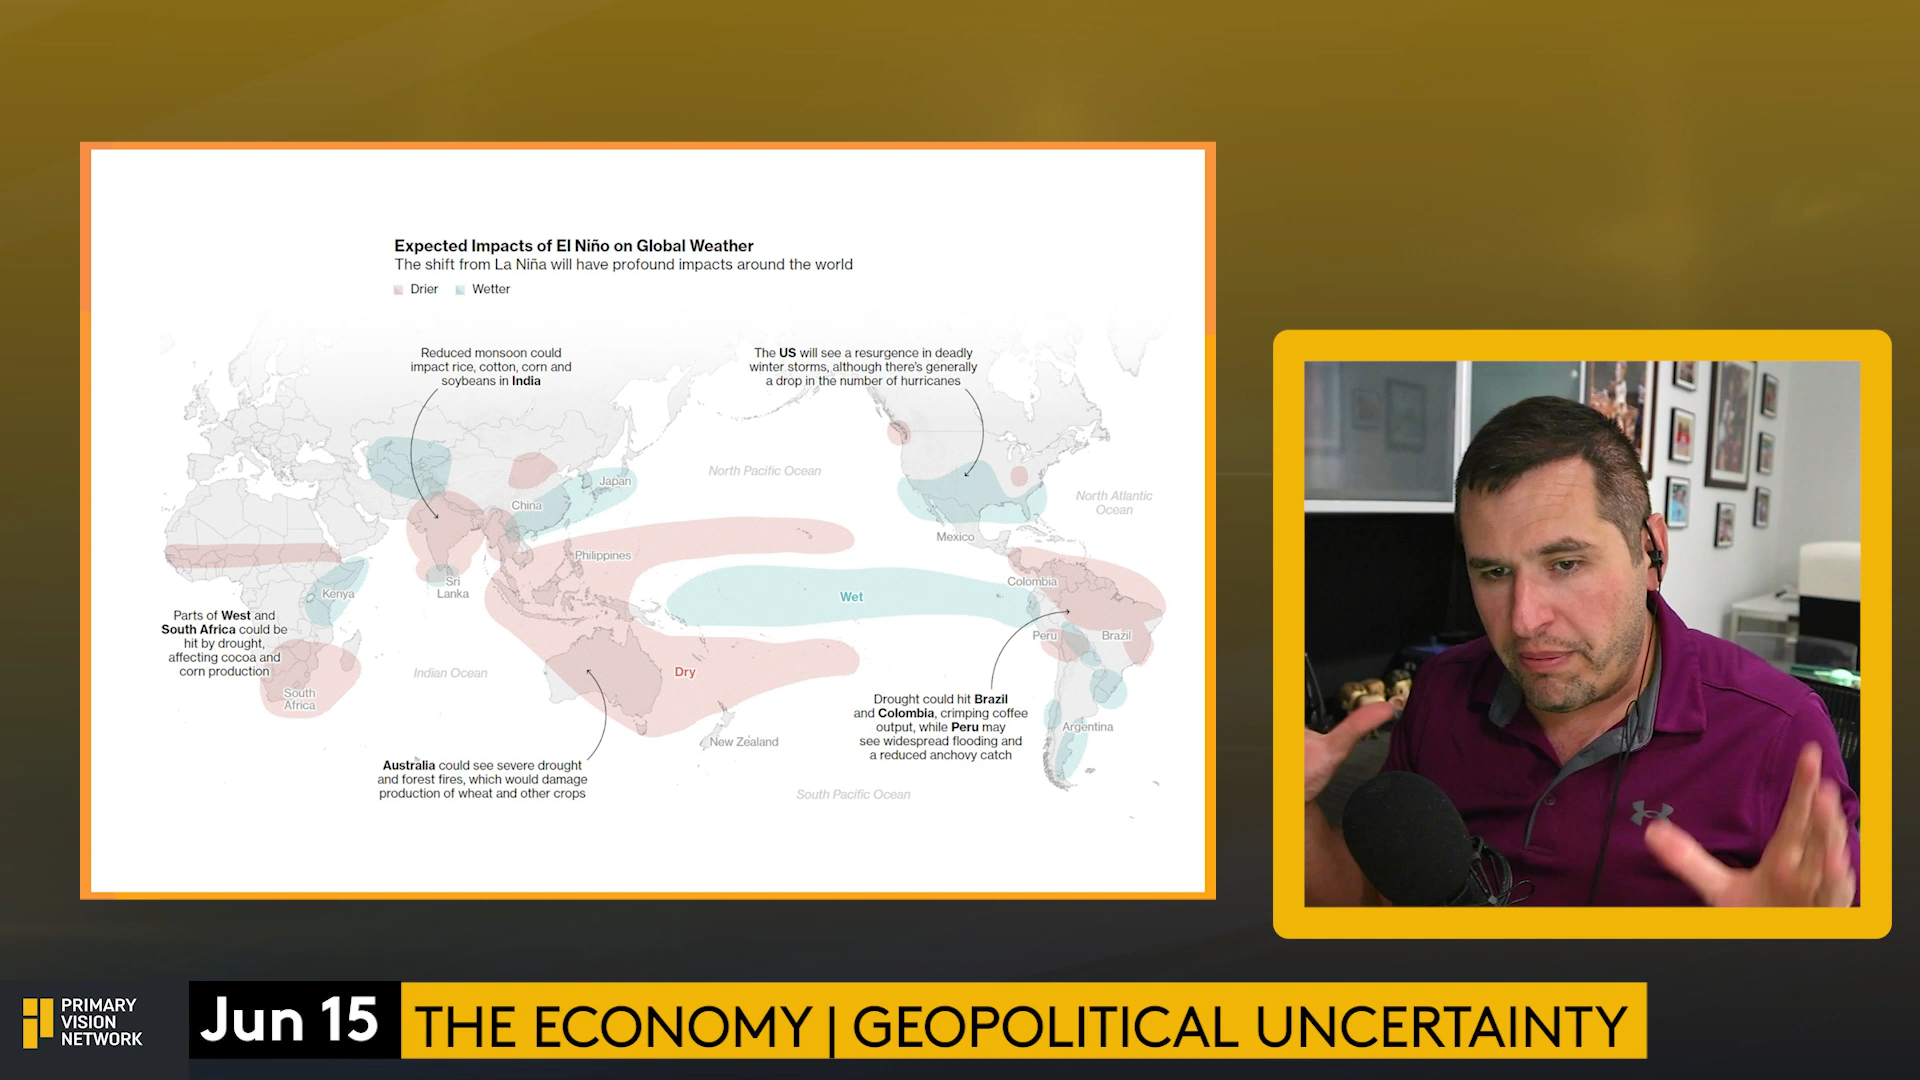 Expected Impacts of El Niño on Global Weather
The shift from La Niña will have profound impacts around the world
Drier Wetter
Reduced monsoon could
impact rice, cotton, corn and
soybeans in India
The US will see a resurgence in deadly
winter storms, although there's generally
a drop in the number of hurricanes
North Pacific Ocean
Japan
China
North Atlantic
Ocean
Mexico
Philippines
Sri
Lanka
Kenya
Colombia
Wet
Parts of West and
South Africa could be
hit by drought,
affecting cocoa and
corn production
Peru
Brazil
Indian Ocean
Dry
South
Africa
Drought could hit Brazil
and Colombia, crimping coffee
output, while Peru may
see widespread flooding and
a reduced anchovy catch
Argentina
New Zealand
Australia could see severe drought
and forest fires, which would damage
production of wheat and other crops
South Pacific Ocean
PRIMARY
VISION
NETWORK
Jun 15
THE ECONOMY | GEOPOLITICAL UNCERTAINTY